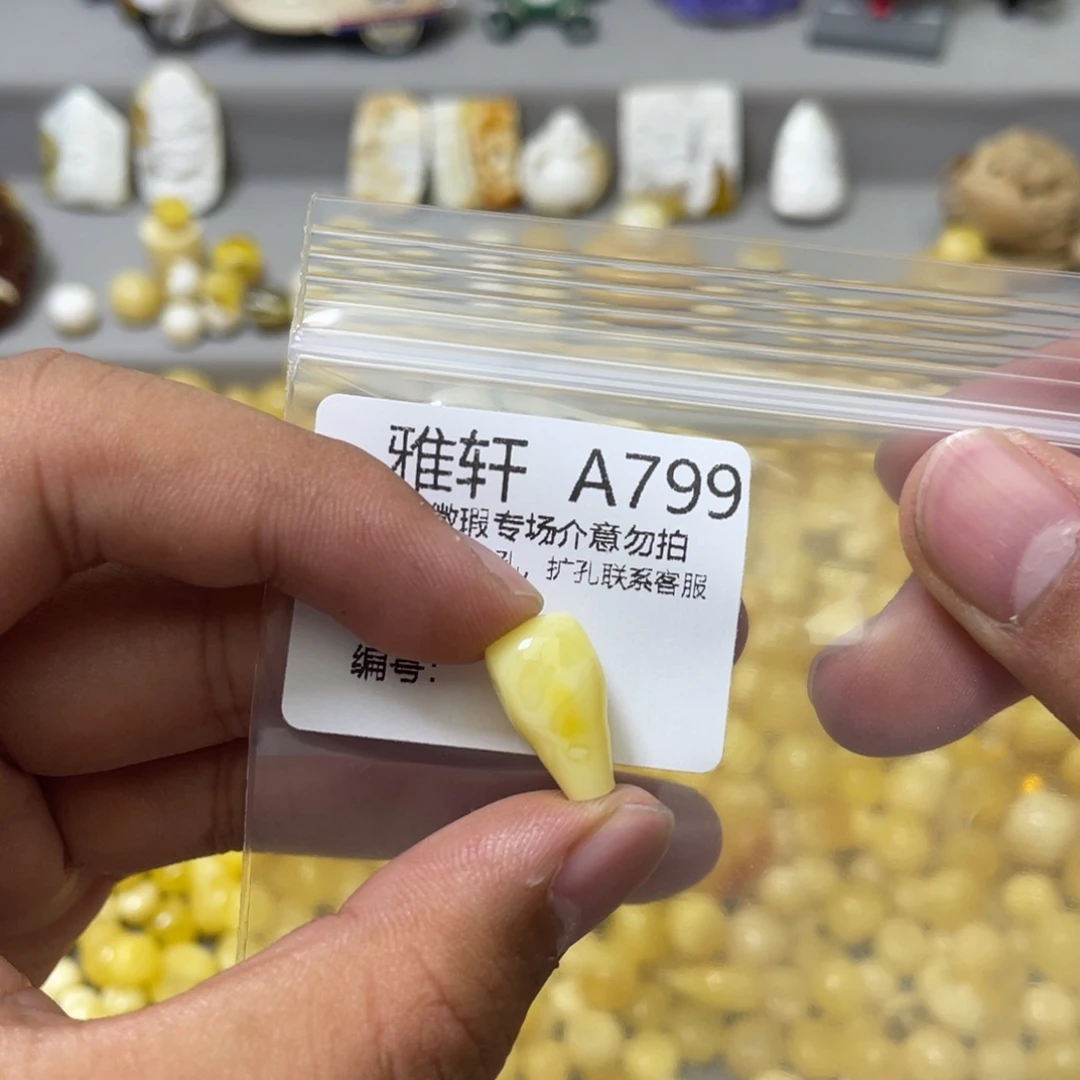 雅轩 A799
微瑕专场介意勿拍
孔，扩孔联系客服
编号: